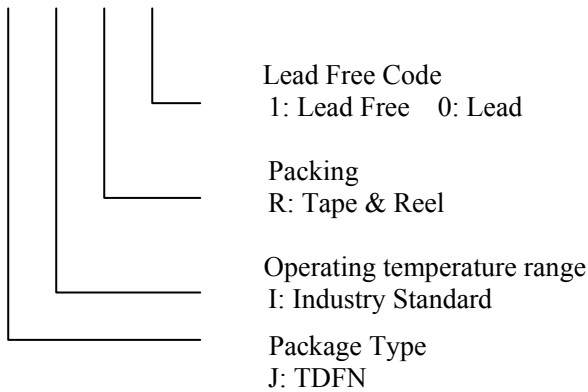 Lead Free Code
1: Lead Free 0: Lead
Packing
R: Tape & Reel
Operating temperature range
I: Industry Standard
Package Type
J: TDFN